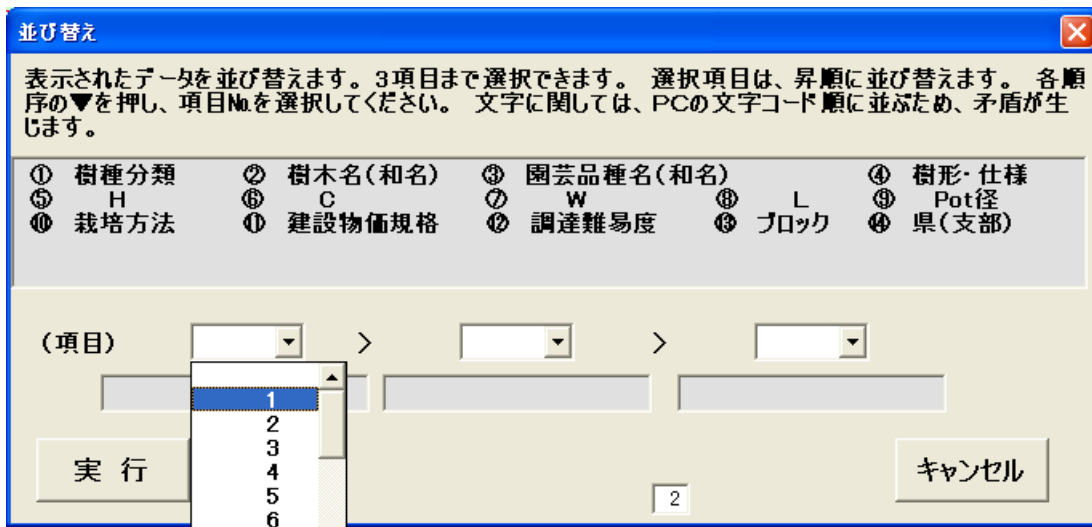 並び替え
表示されたデータを並び替えます。3項目まで選択できます。 選択項目は、昇順に並び替えます。 各順
序の▼を押し、項目№を選択してください。 文字に関しては、PCの文字コード順に並ぶため、矛盾が生
じます。
① 樹種分類 ② 樹木名(和名) ③ 園芸品種名(和名) ④ 樹形・仕様
⑤ H ⑥ C ⑦ W ⑧ L ⑨ Pot径
⑩ 栽培方法 ⑪ 建設物価規格 ⑫ 調達難易度 ⑬ ブロック ⑭ 県(支部)
(項目) > >
1
2
3
4
5
6
実 行
2
キャンセル